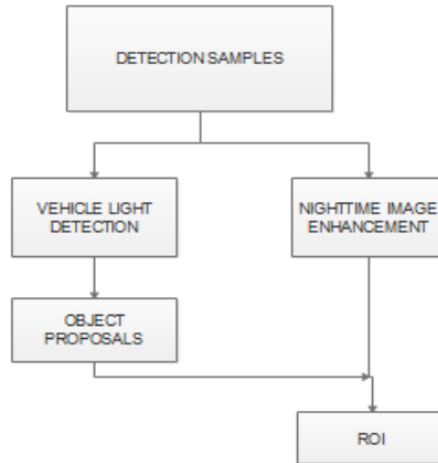 DETECTION SAMPLES
VEHICLE LIGHT
DETECTION
NIGHTTIME IMAGE
ENHANCEMENT
OBJECT
PROPOSALS
ROI